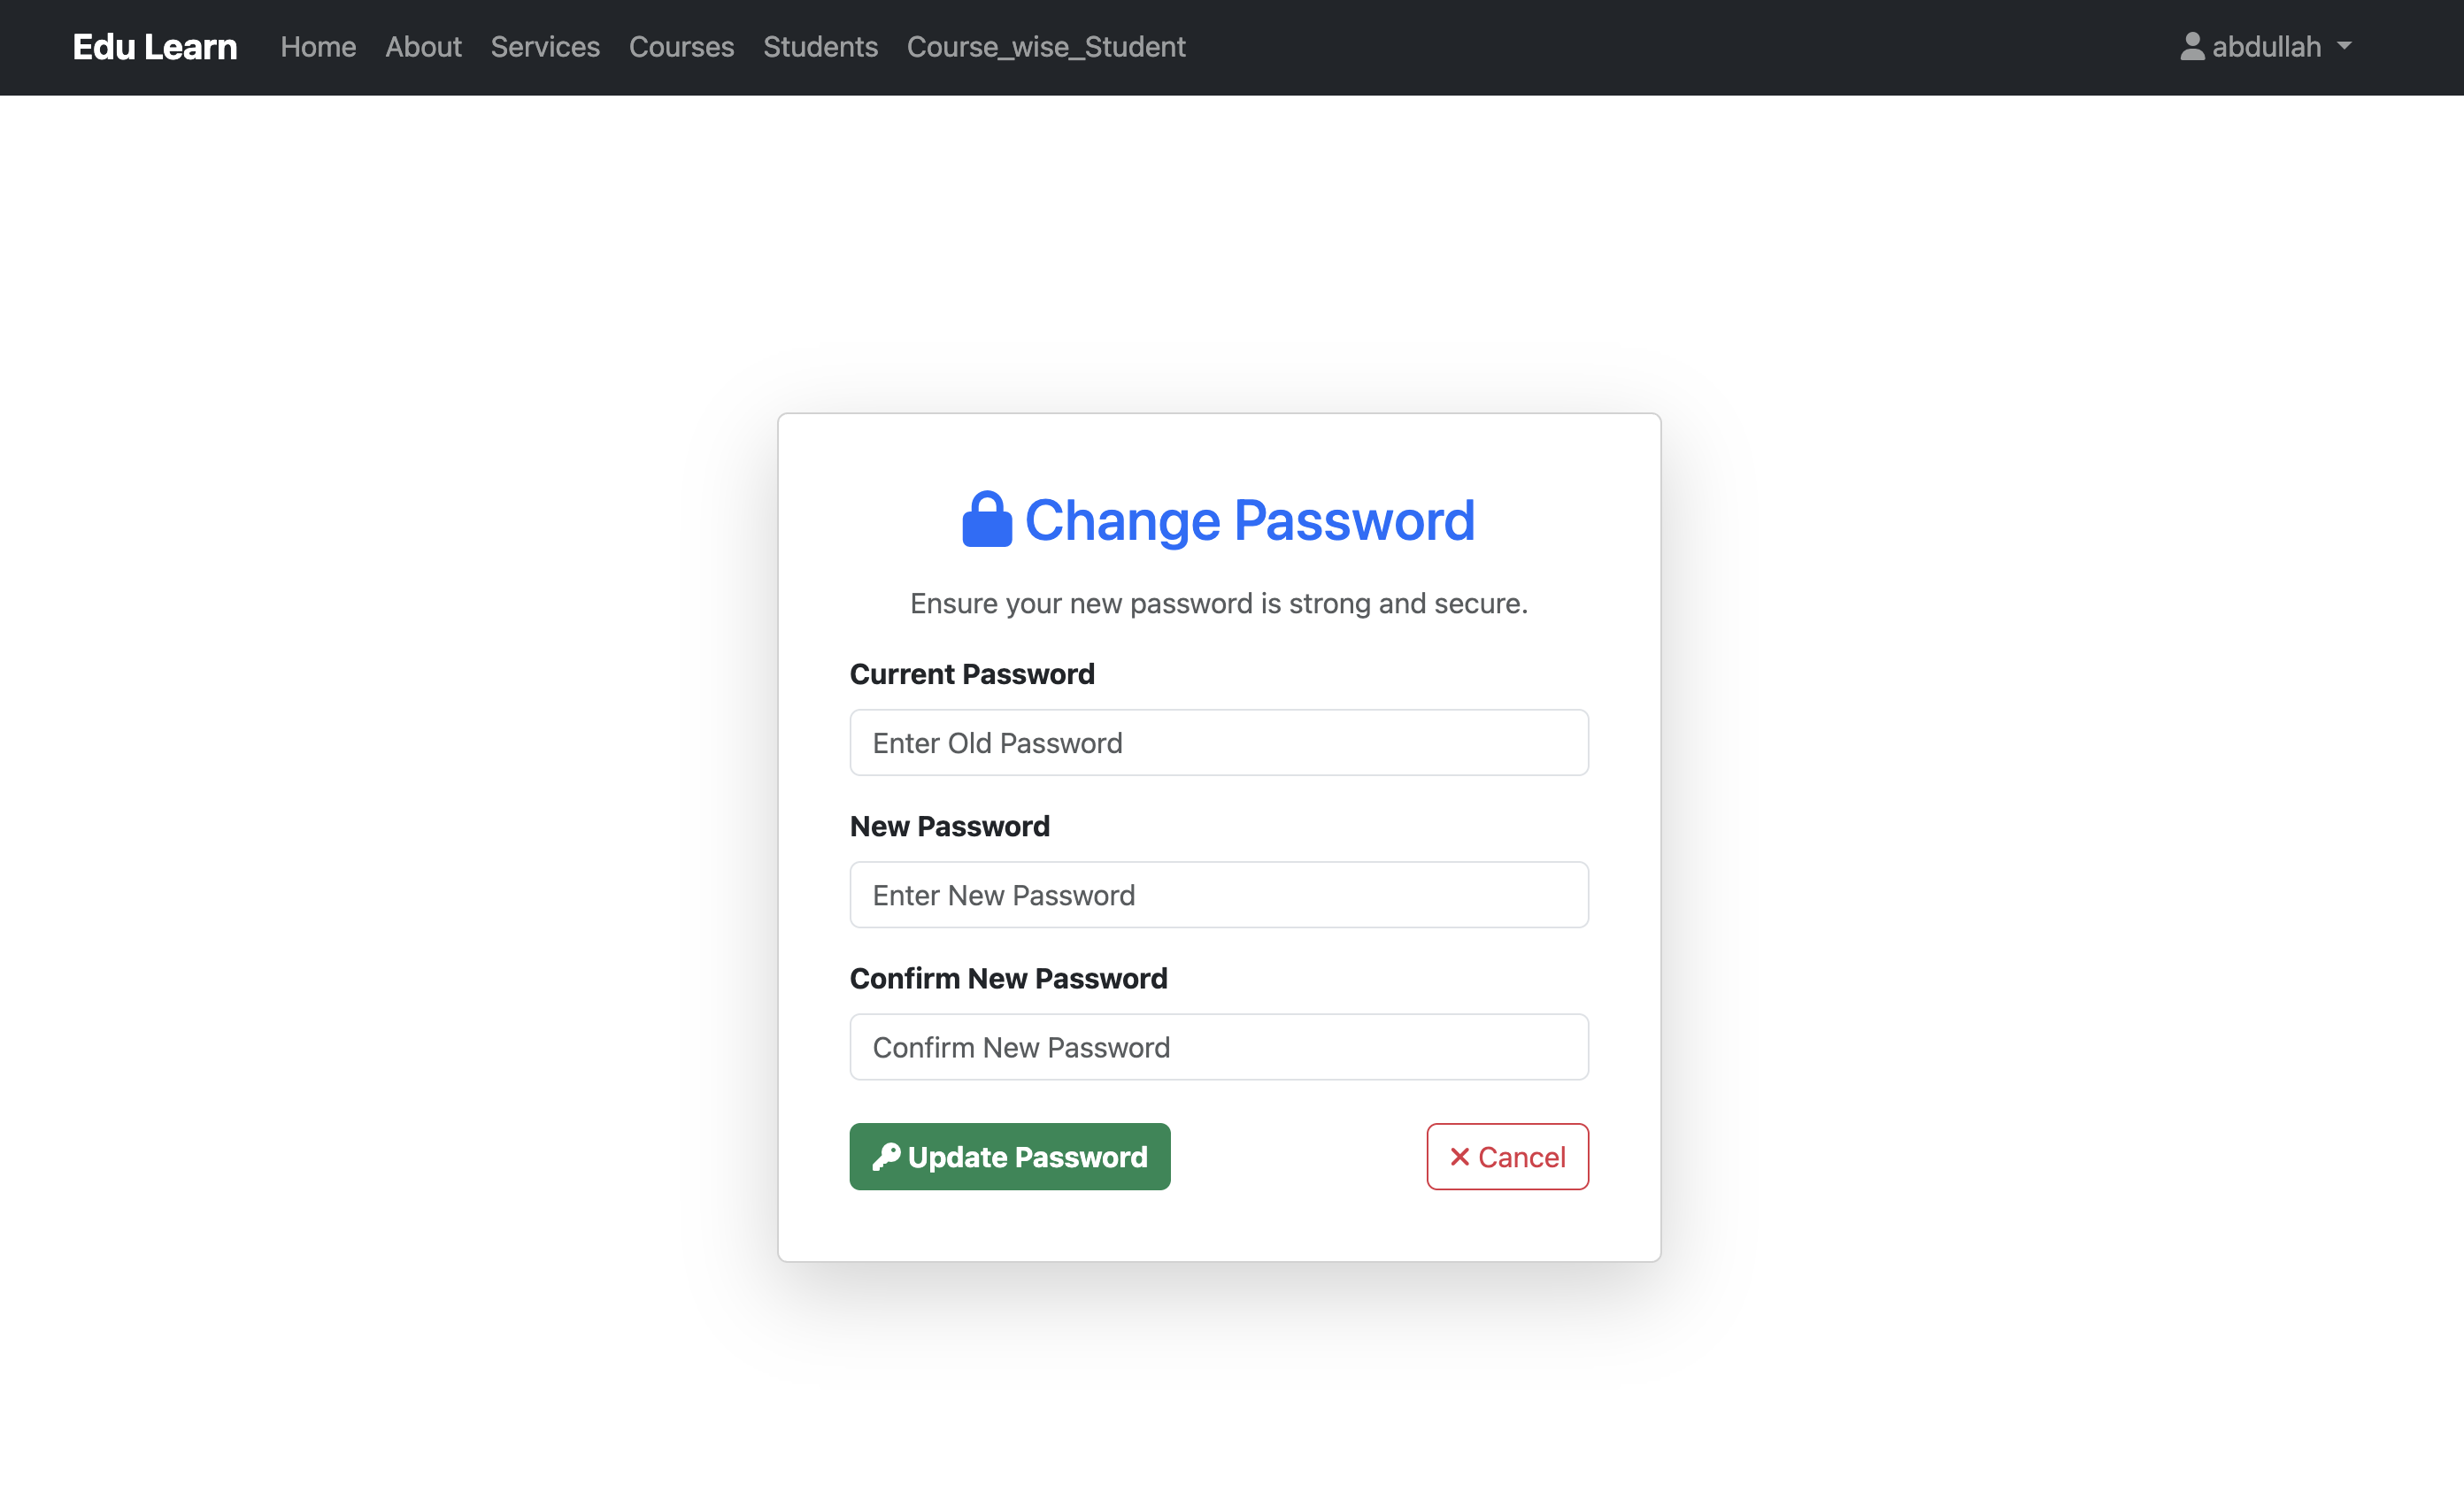 Edu Learn Home About Services Courses Students Course_wise_Student abdullah
Change Password
Ensure your new password is strong and secure.
Current Password
Enter Old Password
New Password
Enter New Password
Confirm New Password
Confirm New Password
Update Password Cancel